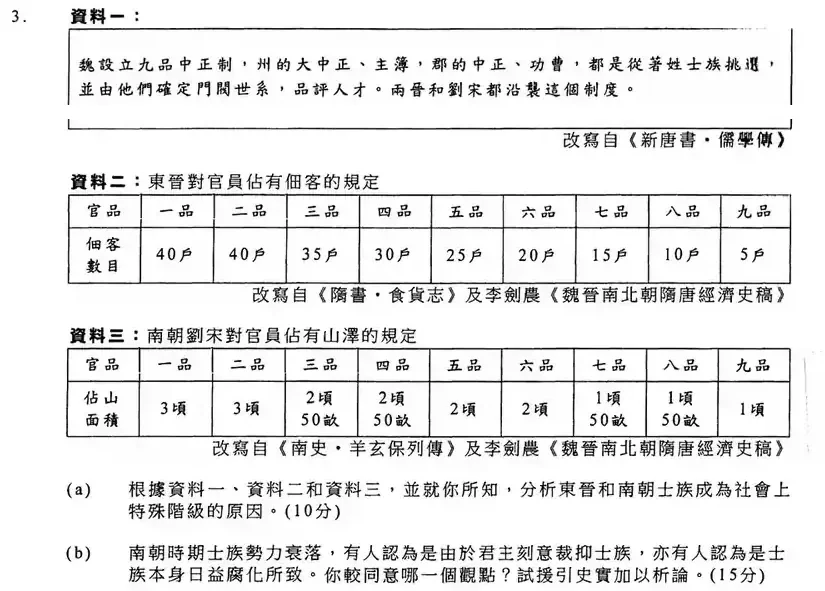 3. 資料一：
魏設立九品中正制，州的大中正、主簿，郡的中正、功曹，都是從著姓士族挑選，
並由他們確定門閥世系，品評人才。兩晉和劉宋都沿襲這個制度。
改寫自《新唐書·儒學傳》
資料二：東晉對官員佔有佃客的規定
官品 一品 二品 三品 四品 五品 六品 七品 八品 九品
佃客
數目 40戶 40戶 35戶 30戶 25戶 20戶 15戶 10戶 5戶
改寫自《隋書·食貨志》及李劍農《魏晉南北朝隋唐經濟史稿》
資料三：南朝劉宋對官員佔有山澤的規定
官品 一品 二品 三品 四品 五品 六品 七品 八品 九品
佔山
面積 3頃 3頃 2頃50畝 2頃50畝 2頃 2頃 1頃50畝 1頃50畝 1頃
改寫自《南史·羊玄保列傳》及李劍農《魏晉南北朝隋唐經濟史稿》
(a) 根據資料一、資料二和資料三，並就你所知，分析東晉和南朝士族成為社會上
特殊階級的原因。(10分)
(b) 南朝時期士族勢力衰落，有人認為是由於君主刻意裁抑士族，亦有人認為是士
族本身日益腐化所致。你較同意哪一個觀點？試援引史實加以析論。(15分)